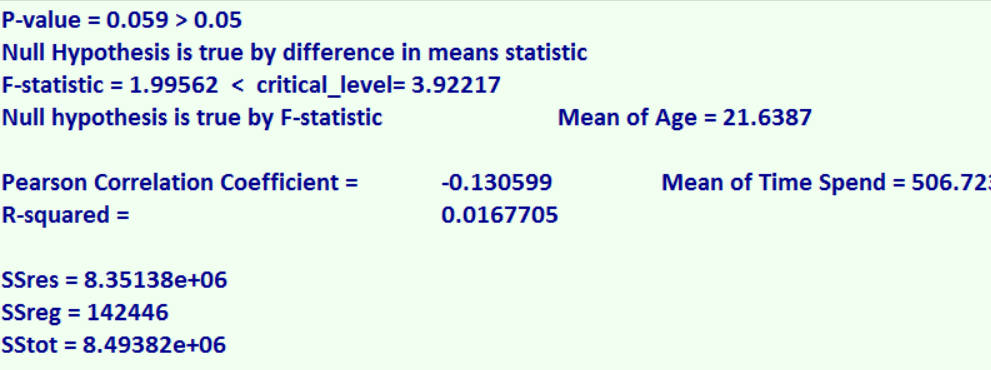 P-value = 0.059 > 0.05
Null Hypothesis is true by difference in means statistic
F-statistic = 1.99562 < critical_level= 3.92217
Null hypothesis is true by F-statistic Mean of Age = 21.6387
Pearson Correlation Coefficient = -0.130599 Mean of Time Spend = 506.723
R-squared = 0.0167705
SSres = 8.35138e+06
SSreg = 142446
SStot = 8.49382e+06